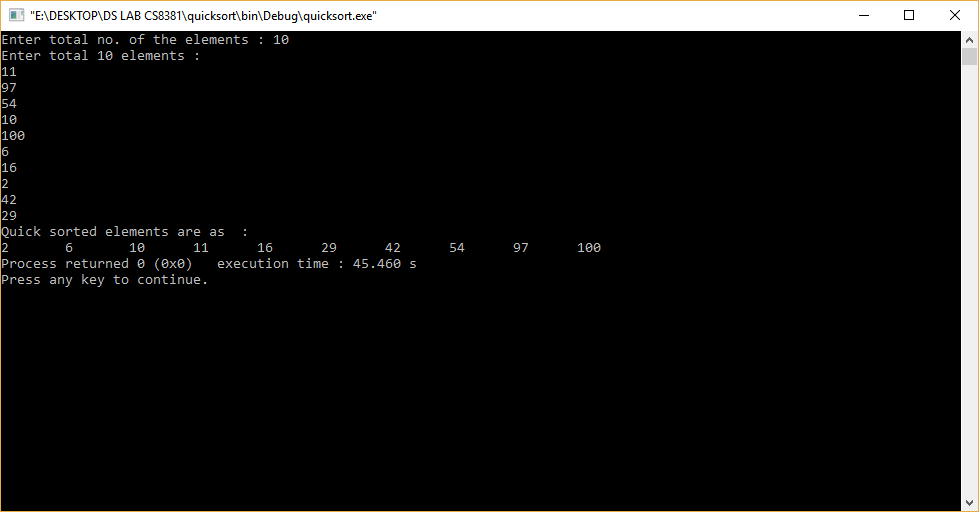 "E:\DESKTOP\DS LAB CS8381\quicksort\bin\Debug\quicksort.exe"
Enter total no. of the elements : 10
Enter total 10 elements :
11
97
54
10
100
6
16
2
42
29
Quick sorted elements are as  :
2       6       10      11      16      29      42      54      97      100
Process returned 0 (0x0)   execution time : 45.460 s
Press any key to continue.